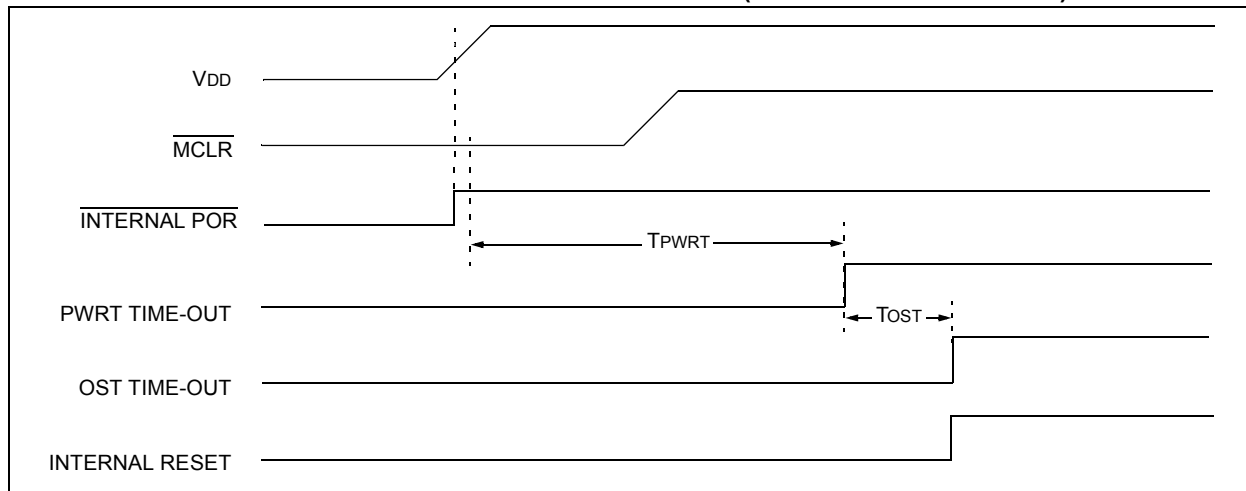 VDD
MCLR
INTERNAL POR
TPWRT
PWRT TIME-OUT
TOST
OST TIME-OUT
INTERNAL RESET